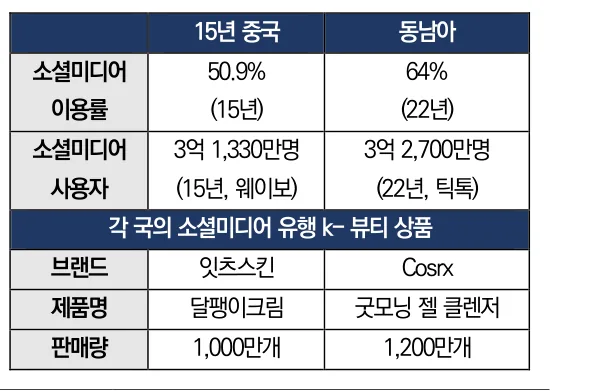 15년 중국 동남아
소셜미디어 50.9% 64%
이용률 (15년) (22년)
소셜미디어 3억 1,330만명 3억 2,700만명
사용자 (15년, 웨이보) (22년, 틱톡)
각 국의 소셜미디어 유행 k- 뷰티 상품
브랜드 잇츠스킨 Cosrx
제품명 달팽이크림 굿모닝 젤 클렌저
판매량 1,000만개 1,200만개